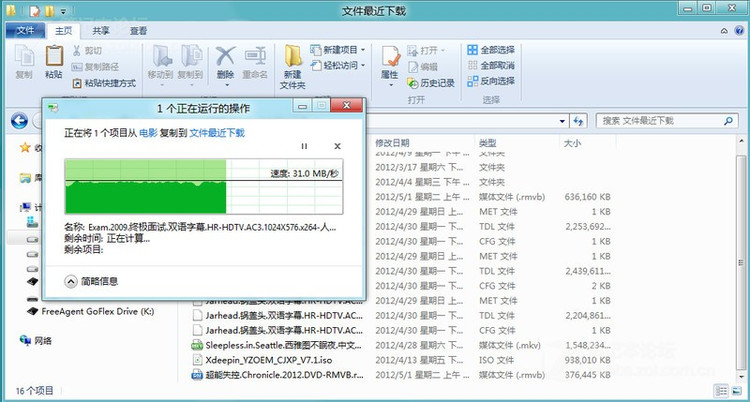 文件最近下载
文件 主页 共享 查看
复制
粘贴
剪切
复制路径
粘贴快捷方式
移动到 复制到 删除 重命名
新建
文件夹
新建项目
轻松访问
属性
打开
编辑
历史记录
打开
全部选择
全部取消
反向选择
选择
搜索 文件最近下载
1 个正在运行的操作
正在将 1 个项目从 电影 复制到 文件最近下载
速度: 31.0 MB/秒
名称: Exam.2009.终极面试.双语字幕.HR-HDTV.AC3.1024X576.x264-人...
剩余时间: 正在计算...
剩余项目:
简略信息
FreeAgent GoFlex Drive (K:)
网络
修改日期 类型 大小
2012/4/9 星期一 下午 ... 文件夹
2012/3/17 星期六 下... 文件夹
2012/4/4 星期三 下午 ... 文件夹
2012/5/1 星期二 上午 ... 媒体文件 (.rmvb) 636,160 KB
2012/4/29 星期日 上... MET 文件 1 KB
2012/4/30 星期一 下... TDL 文件 2,253,692...
2012/4/30 星期一 下... CFG 文件 1 KB
2012/4/30 星期一 下... TDL 文件 2,439,611...
2012/4/30 星期一 下... CFG 文件 2 KB
Jarhead.锅盖头.双语字幕.HR-HDTV.AC... 2012/4/29 星期日 上... MET 文件 1 KB
Jarhead.锅盖头.双语字幕.HR-HDTV.AC... 2012/4/30 星期一 下... TDL 文件 2,204,861...
Jarhead.锅盖头.双语字幕.HR-HDTV.AC... 2012/4/30 星期一 下... CFG 文件 1 KB
Sleepless.in.Seattle.西雅图不眠夜.中文... 2012/4/28 星期六 下... 媒体文件 (.mkv) 1,548,234...
Xdeepin_YZOEM_CJXP_V7.1.iso 2012/4/13 星期五 下... ISO 文件 938,010 KB
超能失控.Chronicle.2012.DVD-RMVB.r... 2012/5/1 星期二 上午 ... 媒体文件 (.rmvb) 376,445 KB
16 个项目